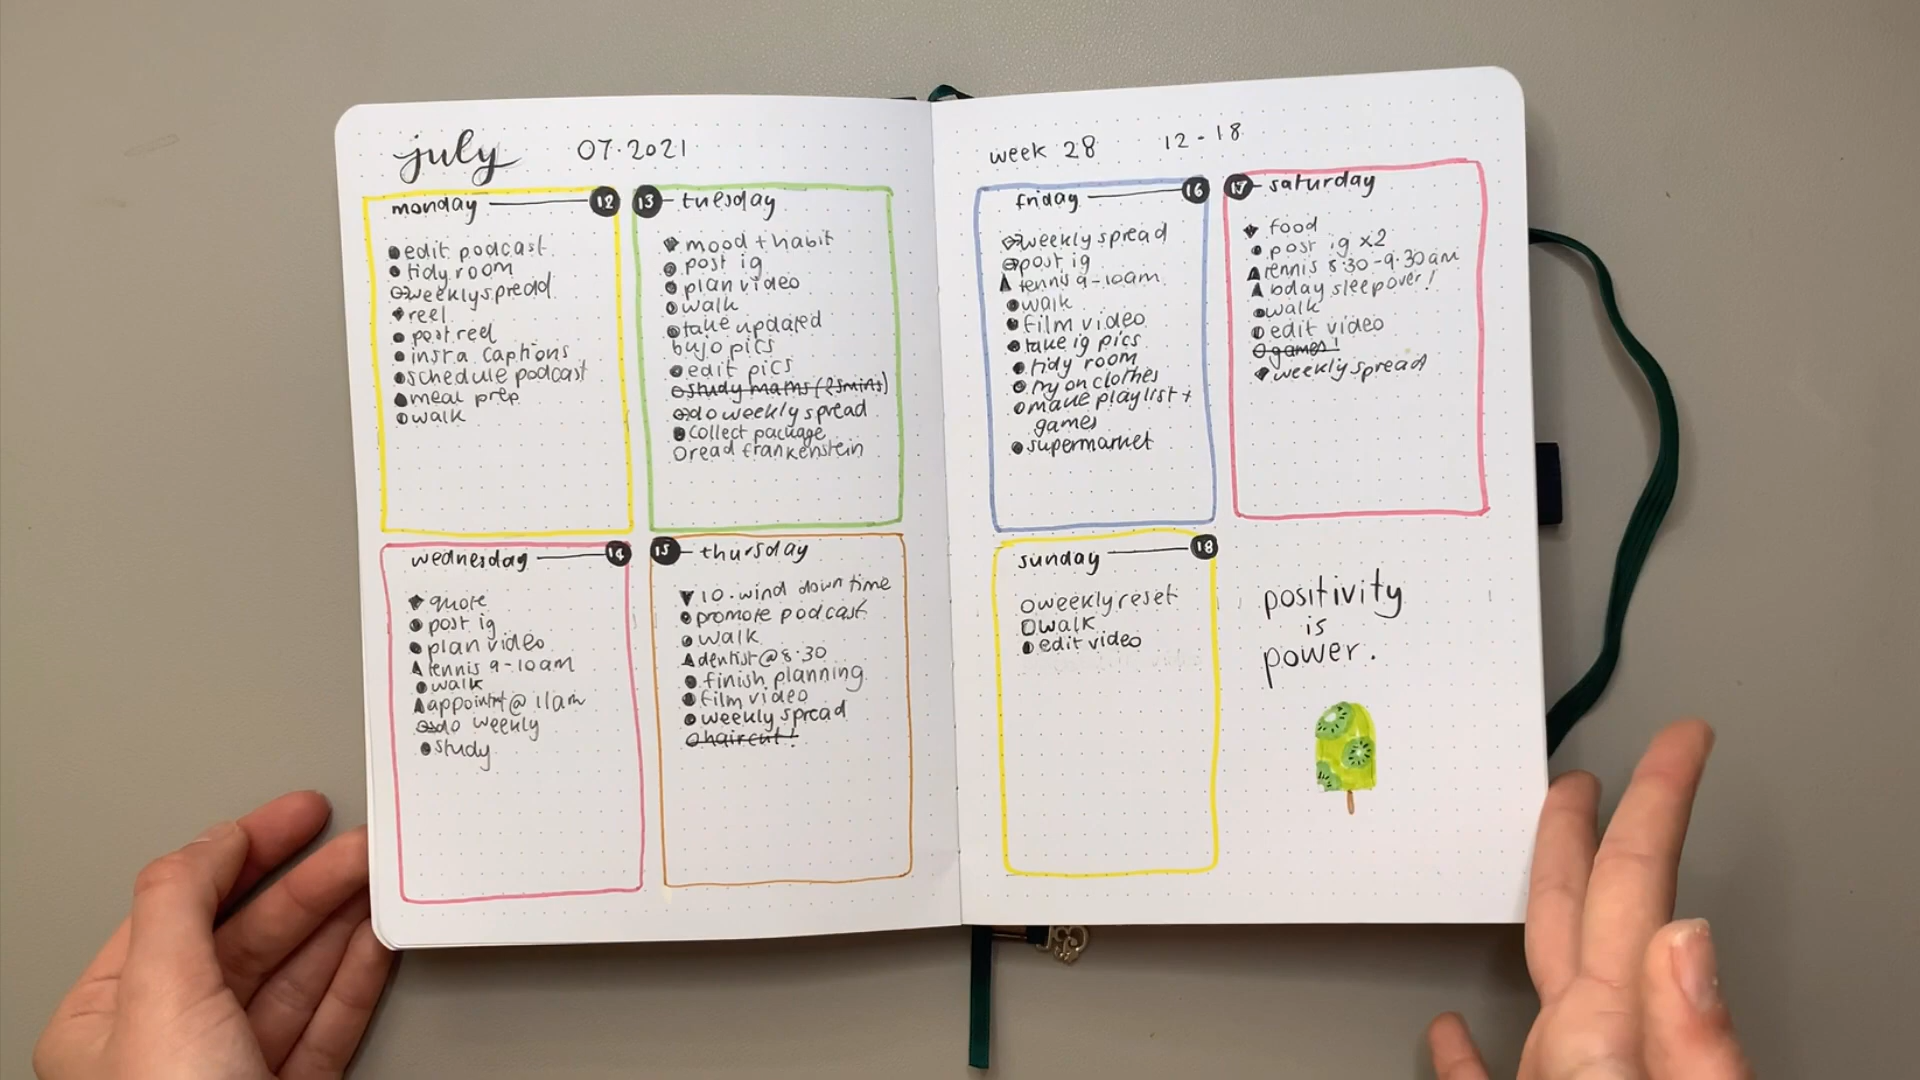 july 07.2021
monday 12
edit podcast
tidy room
weekly spread
reel
post reel
insta captions
schedule podcast
meal prep
walk
13 tuesday
mood + habit
post ig
plan video
walk
take updated
bujo pics
edit pics
study mams (25mins)
do weekly spread
collect package
read frankenstein
wednesday 14
quote
post ig
plan video
tennis 9-10am
walk
appointmt @ 11am
do weekly
study
15 thursday
10. wind down time
promote podcast
walk
dentist @ 8.30
finish planning
film video
weekly spread
haircut!
week 28 12-18
friday 16
weekly spread
post ig
tennis 9-10am
walk
film video
take ig pics
tidy room
try on clothes
make playlist +
games
supermarket
17 saturday
food
post ig x2
tennis 8:30-9.30am
bday sleepover!
walk
edit video
games!
weekly spread
sunday 18
weekly reset
walk
edit video
positivity
is
power.